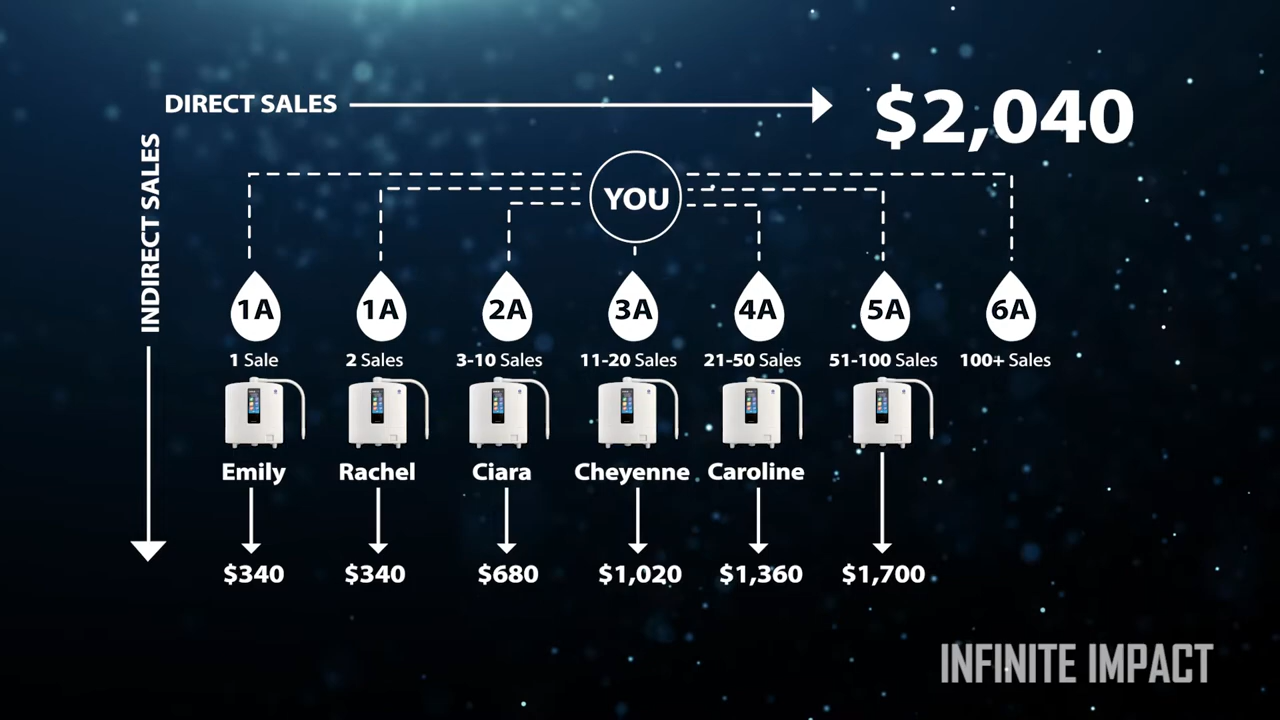 DIRECT SALES
$2,040
INDIRECT SALES
YOU
1A 1A 2A 3A 4A 5A 6A
1 Sale 2 Sales 3-10 Sales 11-20 Sales 21-50 Sales 51-100 Sales 100+ Sales
Emily Rachel Ciara Cheyenne Caroline
$340 $340 $680 $1,020 $1,360 $1,700
INFINITE IMPACT